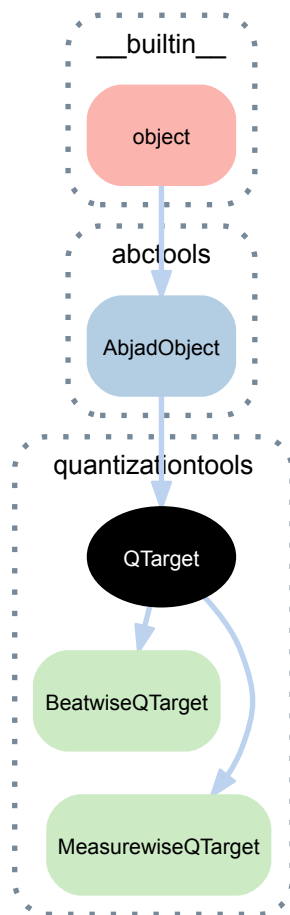 __builtin__
object
abctools
AbjadObject
quantizationtools
QTarget
BeatwiseQTarget
MeasurewiseQTarget